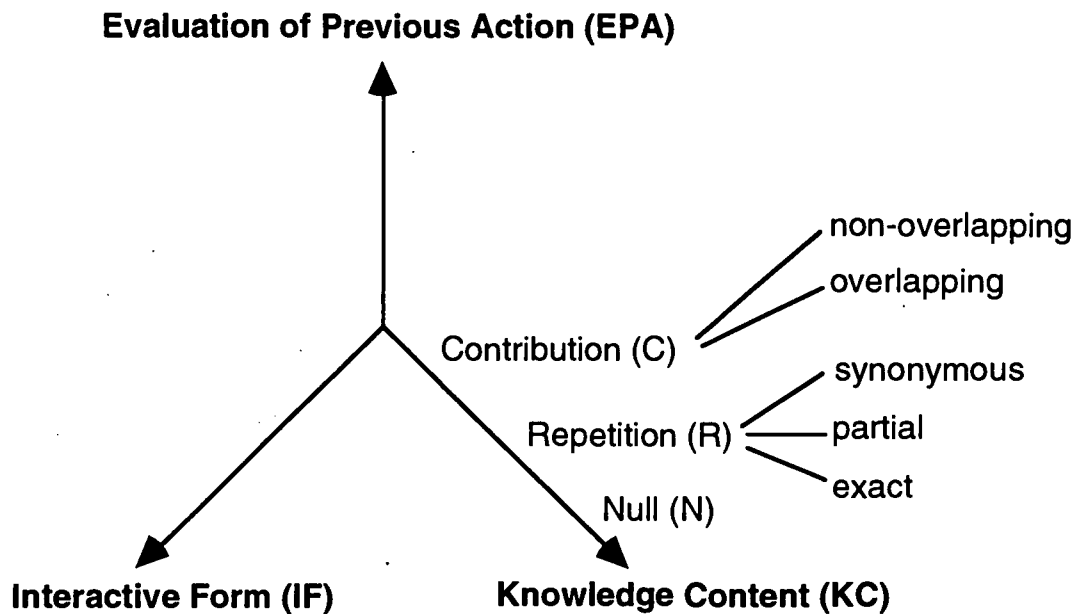 Evaluation of Previous Action (EPA)
non-overlapping
overlapping
Contribution (C)
synonymous
Repetition (R)
partial
exact
Null (N)
Interactive Form (IF)
Knowledge Content (KC)